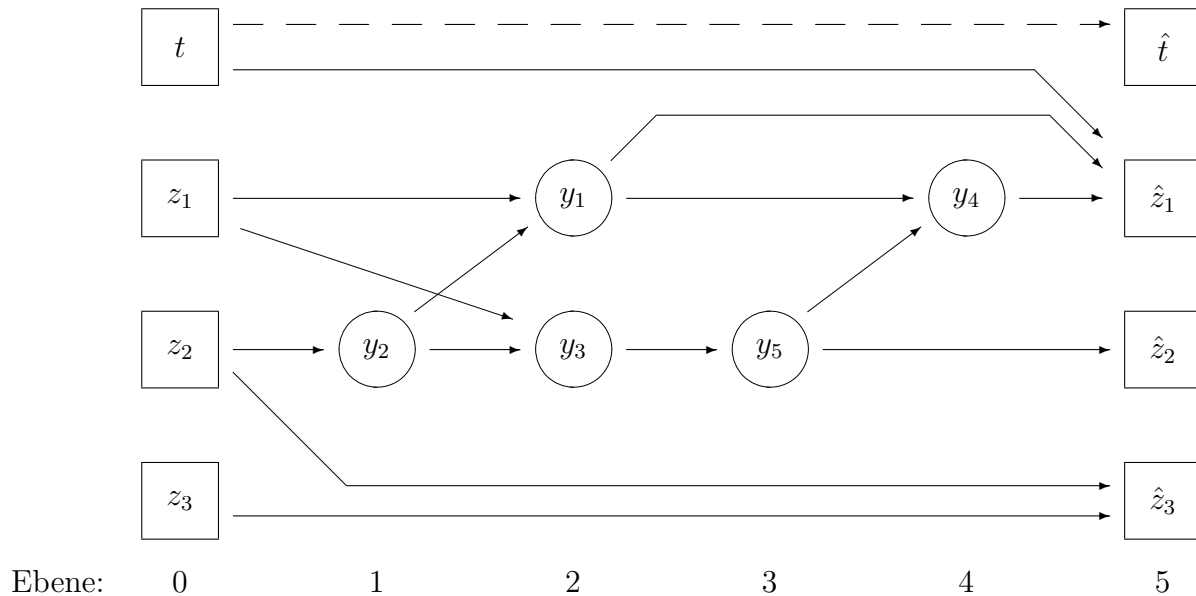 t t̂
z₁ y₁ y₄ ẑ₁
z₂ y₂ y₃ y₅ ẑ₂
z₃ ẑ₃
Ebene: 0 1 2 3 4 5